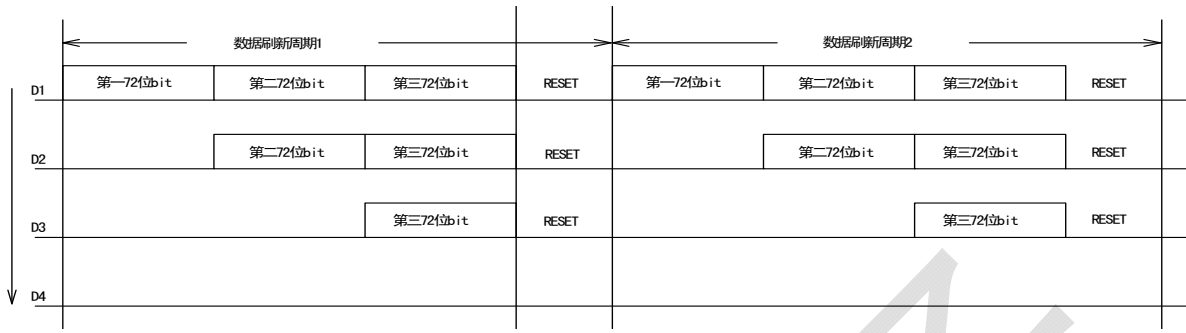 数据刷新周期1 数据刷新周期2
D1 第一72位bit 第二72位bit 第三72位bit RESET 第一72位bit 第二72位bit 第三72位bit RESET
D2 第二72位bit 第三72位bit RESET 第二72位bit 第三72位bit RESET
D3 第三72位bit RESET 第三72位bit RESET
D4